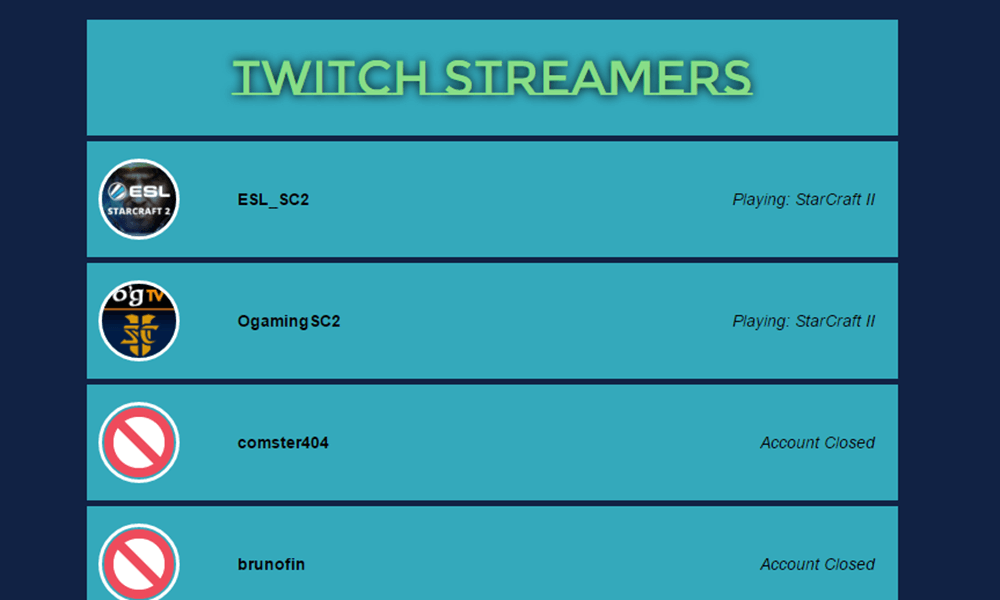 TWITCH STREAMERS
ESL
STARCRAFT 2
ESL_SC2
Playing: StarCraft II
o'g TV
SC
OgamingSC2
Playing: StarCraft II
comster404
Account Closed
brunofin
Account Closed